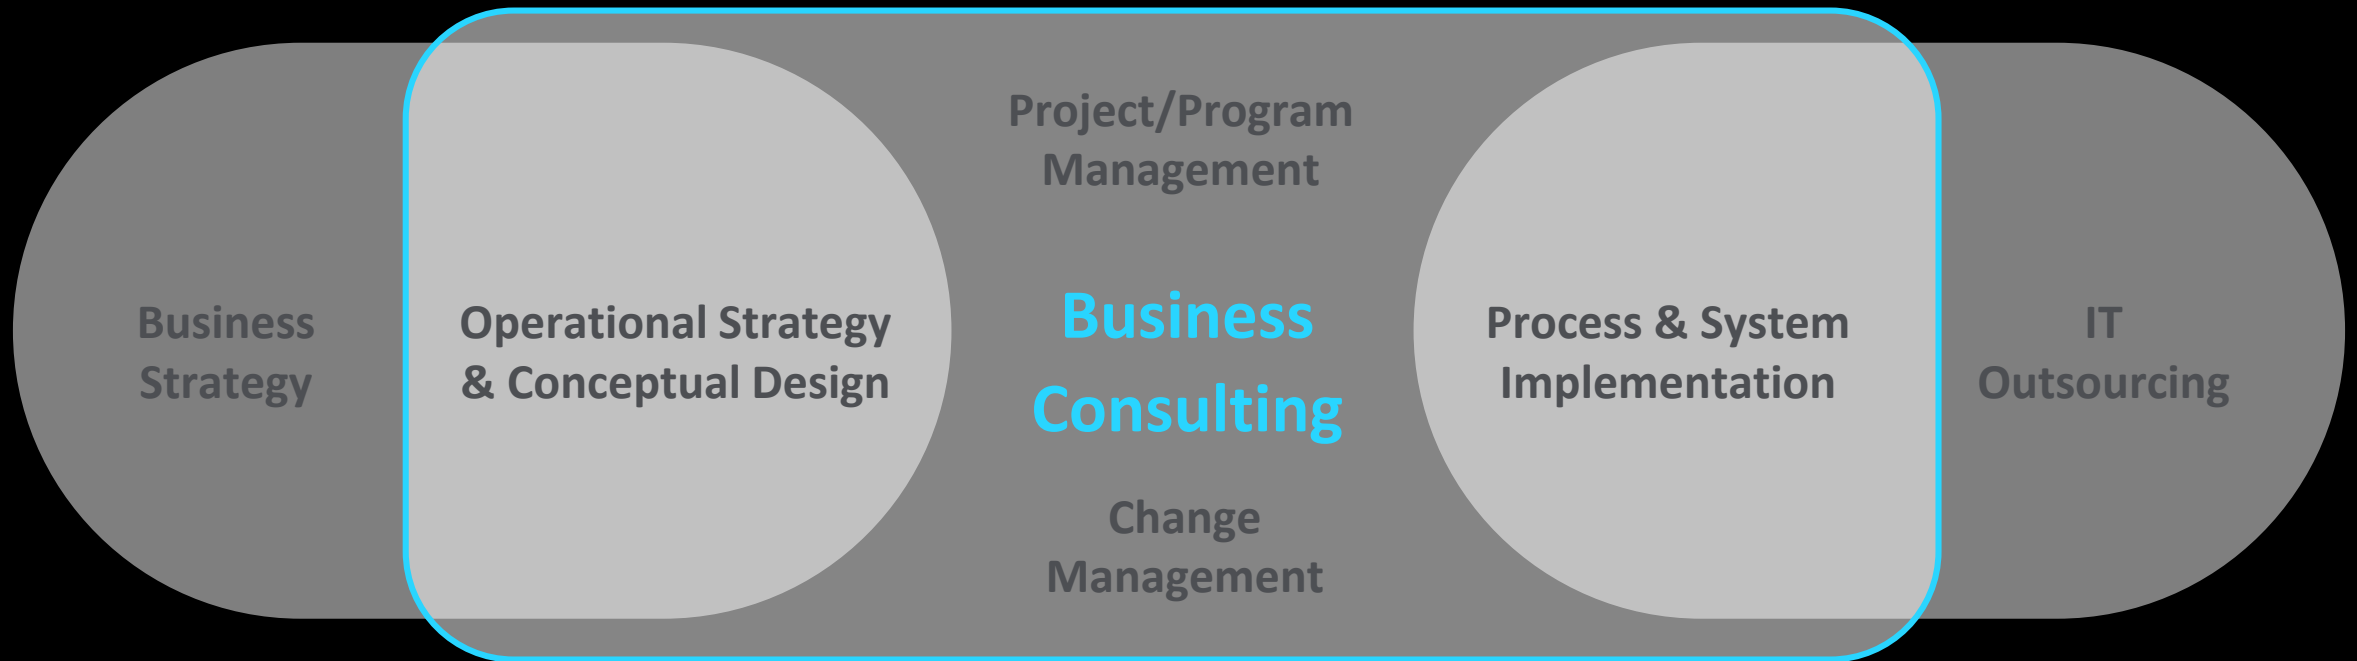 Business
Strategy
Operational Strategy
& Conceptual Design
Project/Program
Management
Business
Consulting
Change
Management
Process & System
Implementation
IT
Outsourcing